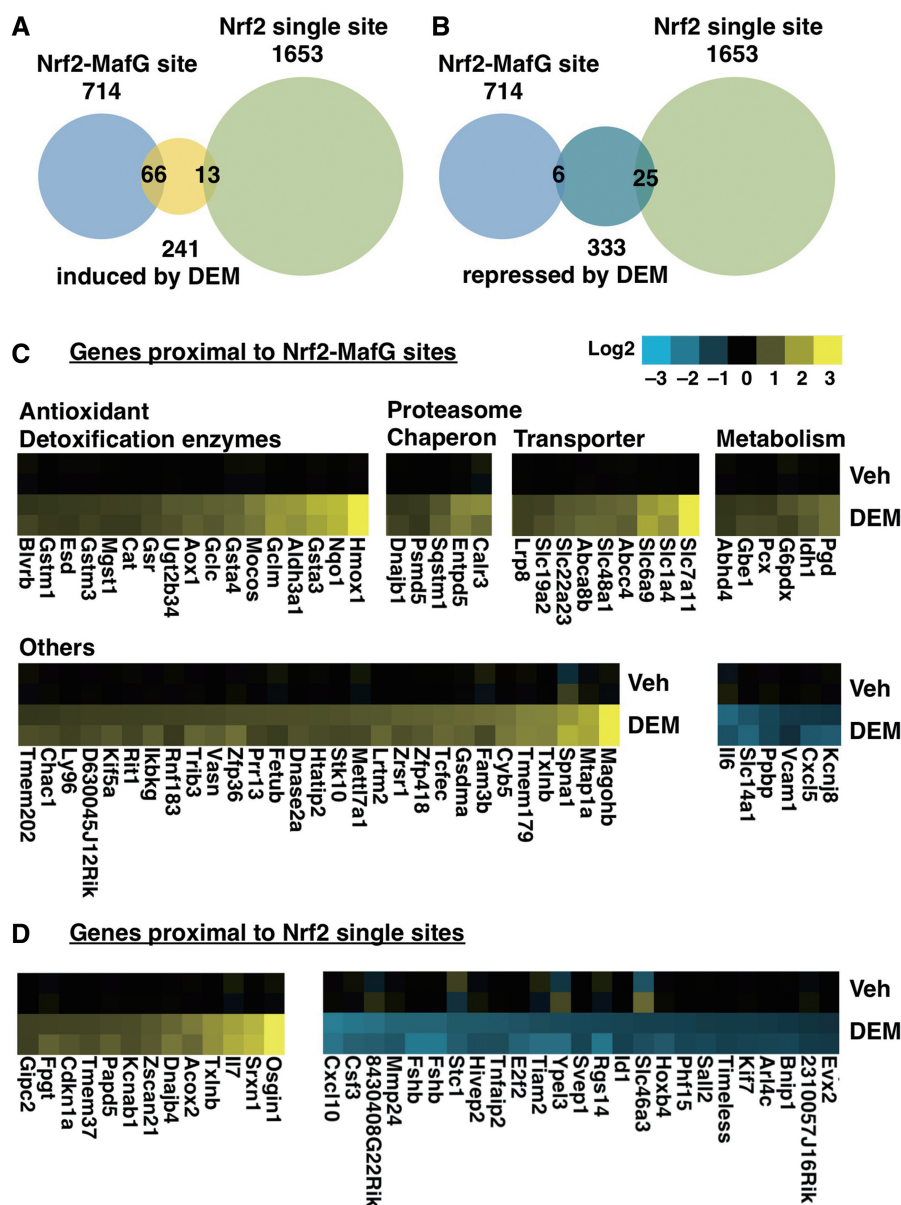 A
Nrf2-MafG site
714
Nrf2 single site
1653
66
13
241
induced by DEM
B
Nrf2-MafG site
714
Nrf2 single site
1653
6
25
333
repressed by DEM
C
Genes proximal to Nrf2-MafG sites
Log2
−3 −2 −1 0 1 2 3
Antioxidant
Detoxification enzymes
Proteasome
Chaperon
Transporter
Metabolism
Veh
DEM
Blvrb
Gstm1
Esd
Gstm3
Mgst1
Cat
Gsr
Ugt2b34
Aox1
Gclc
Gsta4
Mocos
Gclm
Aldh3a1
Gsta3
Nqo1
Hmox1
Dnajb1
Psmd5
Sqstm1
Entpd5
Calr3
Lrp8
Slc19a2
Slc22a23
Abca8b
Slc48a1
Abcc4
Slc6a9
Slc1a4
Slc7a11
Abhd4
Gbe1
Pcx
G6pdx
Idh1
Pgd
Others
Veh
DEM
Tmem202
Chac1
Ly96
D630045J12Rik
Kif5a
Rit1
Ikbkg
Rnf183
Trib3
Vasn
Zfp36
Prr13
Fetub
Dnase2a
Htatip2
Stk10
Mettl7a1
Lrtm2
Zrsr1
Zfp418
Tcfec
Gsdma
Fam3b
Cyb5
Tmem179
Txlnb
Spna1
Mtap1a
Magohb
Veh
DEM
Il6
Slc14a1
Ppbp
Vcam1
Cxcl5
Kcnj8
D
Genes proximal to Nrf2 single sites
Gipc2
Fpgt
Cdkn1a
Tmem37
Papd5
Kcnab1
Zscan21
Dnajb4
Acox2
Txlnb
Il7
Srxn1
Osgin1
Veh
DEM
Cxcl10
Csf3
8430408G22Rik
Mmp24
Fshb
Fshb
Stc1
Hivep2
Tnfaip2
E2f2
Tiam2
Ypel3
Svep1
Rgs14
Id1
Slc46a3
Hoxb4
Phf15
Sall2
Timeless
Kif7
Arl4c
Bnip1
2310057J16Rik
Evx2